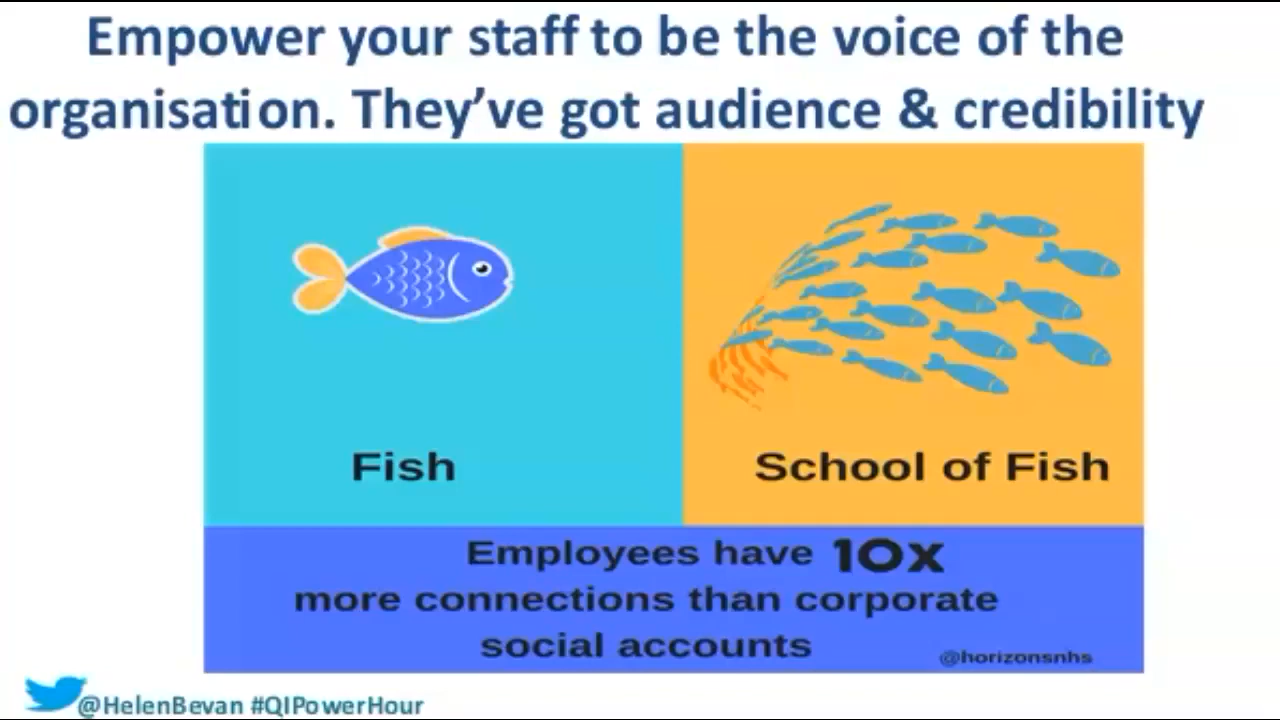 Empower your staff to be the voice of the
organisation. They’ve got audience & credibility
Fish
School of Fish
Employees have 10x
more connections than corporate
social accounts
@horizonsnhs
@HelenBevan #QIPowerHour